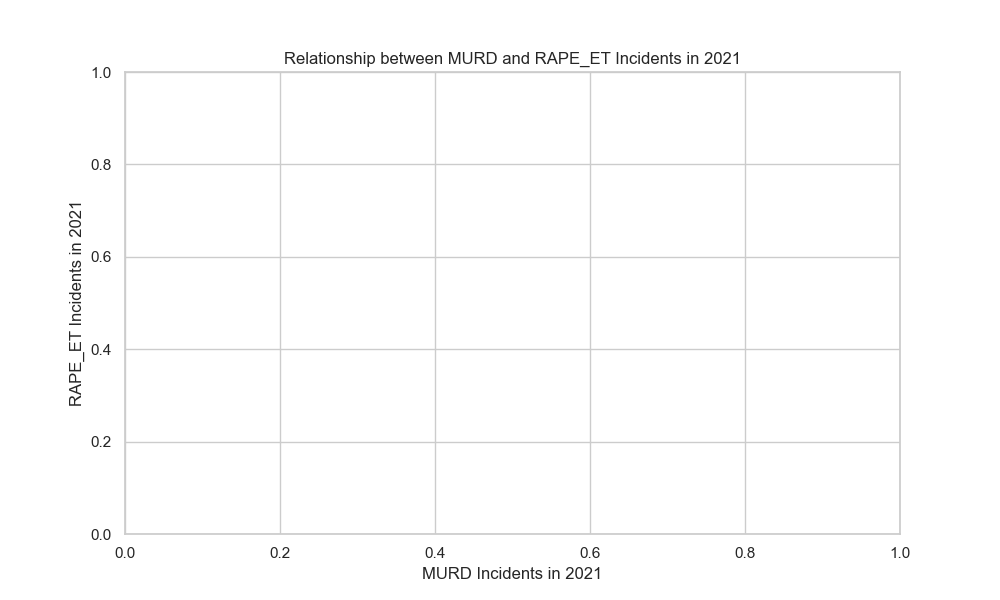 Relationship between MURD and RAPE_ET Incidents in 2021
1.0
0.8
0.6
0.4
0.2
0.0
RAPE_ET Incidents in 2021
0.0 0.2 0.4 0.6 0.8 1.0
MURD Incidents in 2021